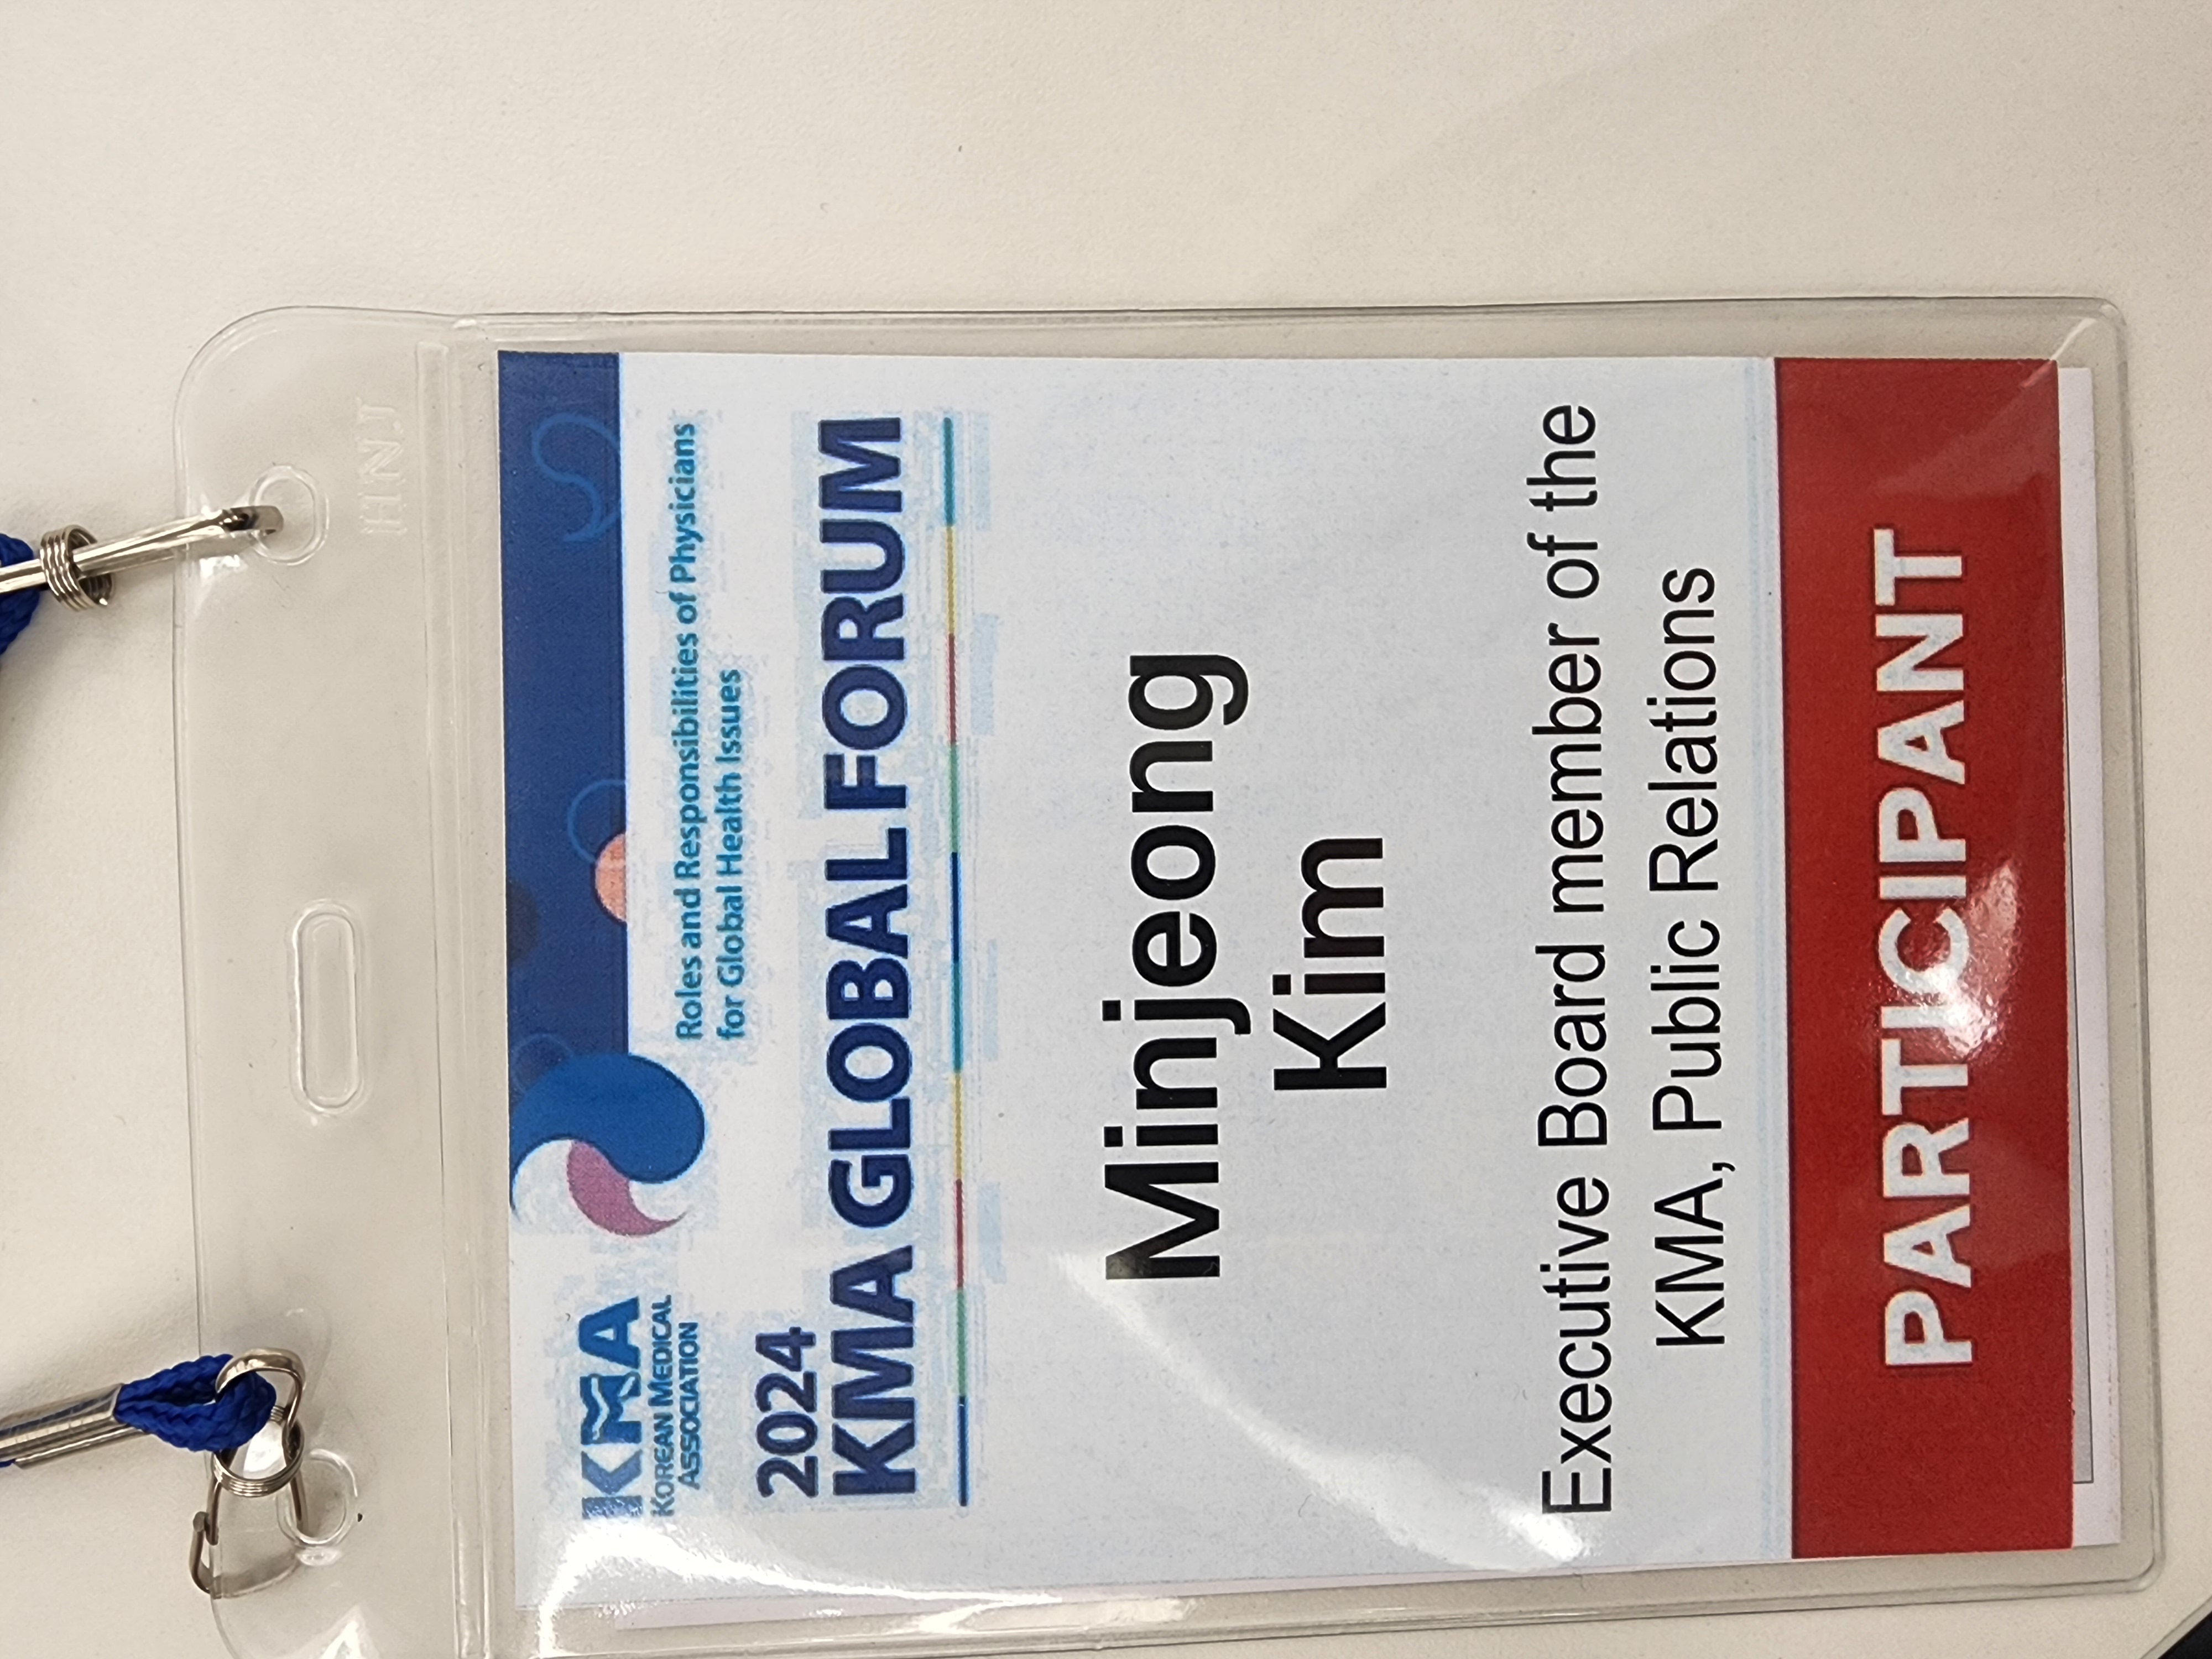 KMA
KOREAN MEDICAL
ASSOCIATION
Roles and Responsibilities of Physicians
for Global Health Issues
2024
KMA GLOBAL FORUM
Minjeong
Kim
Executive Board member of the
KMA, Public Relations
PARTICIPANT